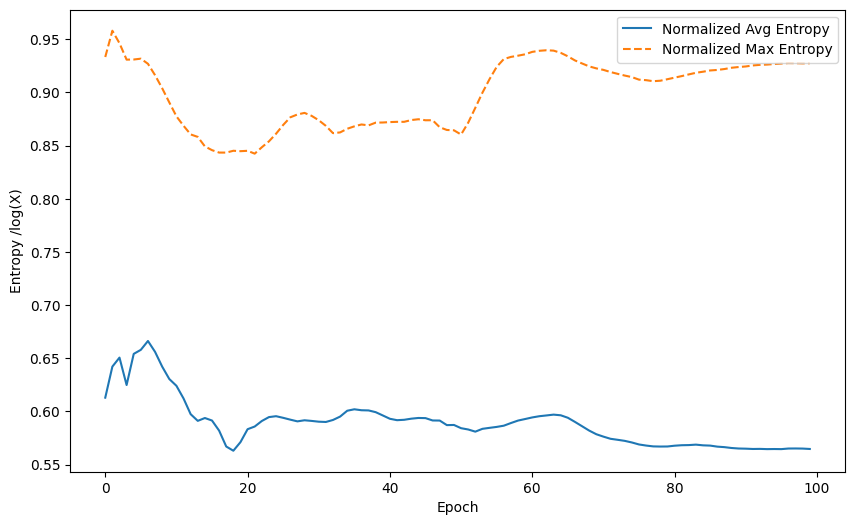 Normalized Avg Entropy
Normalized Max Entropy
0.95
0.90
0.85
0.80
0.75
0.70
0.65
0.60
0.55
Entropy /log(X)
0 20 40 60 80 100
Epoch